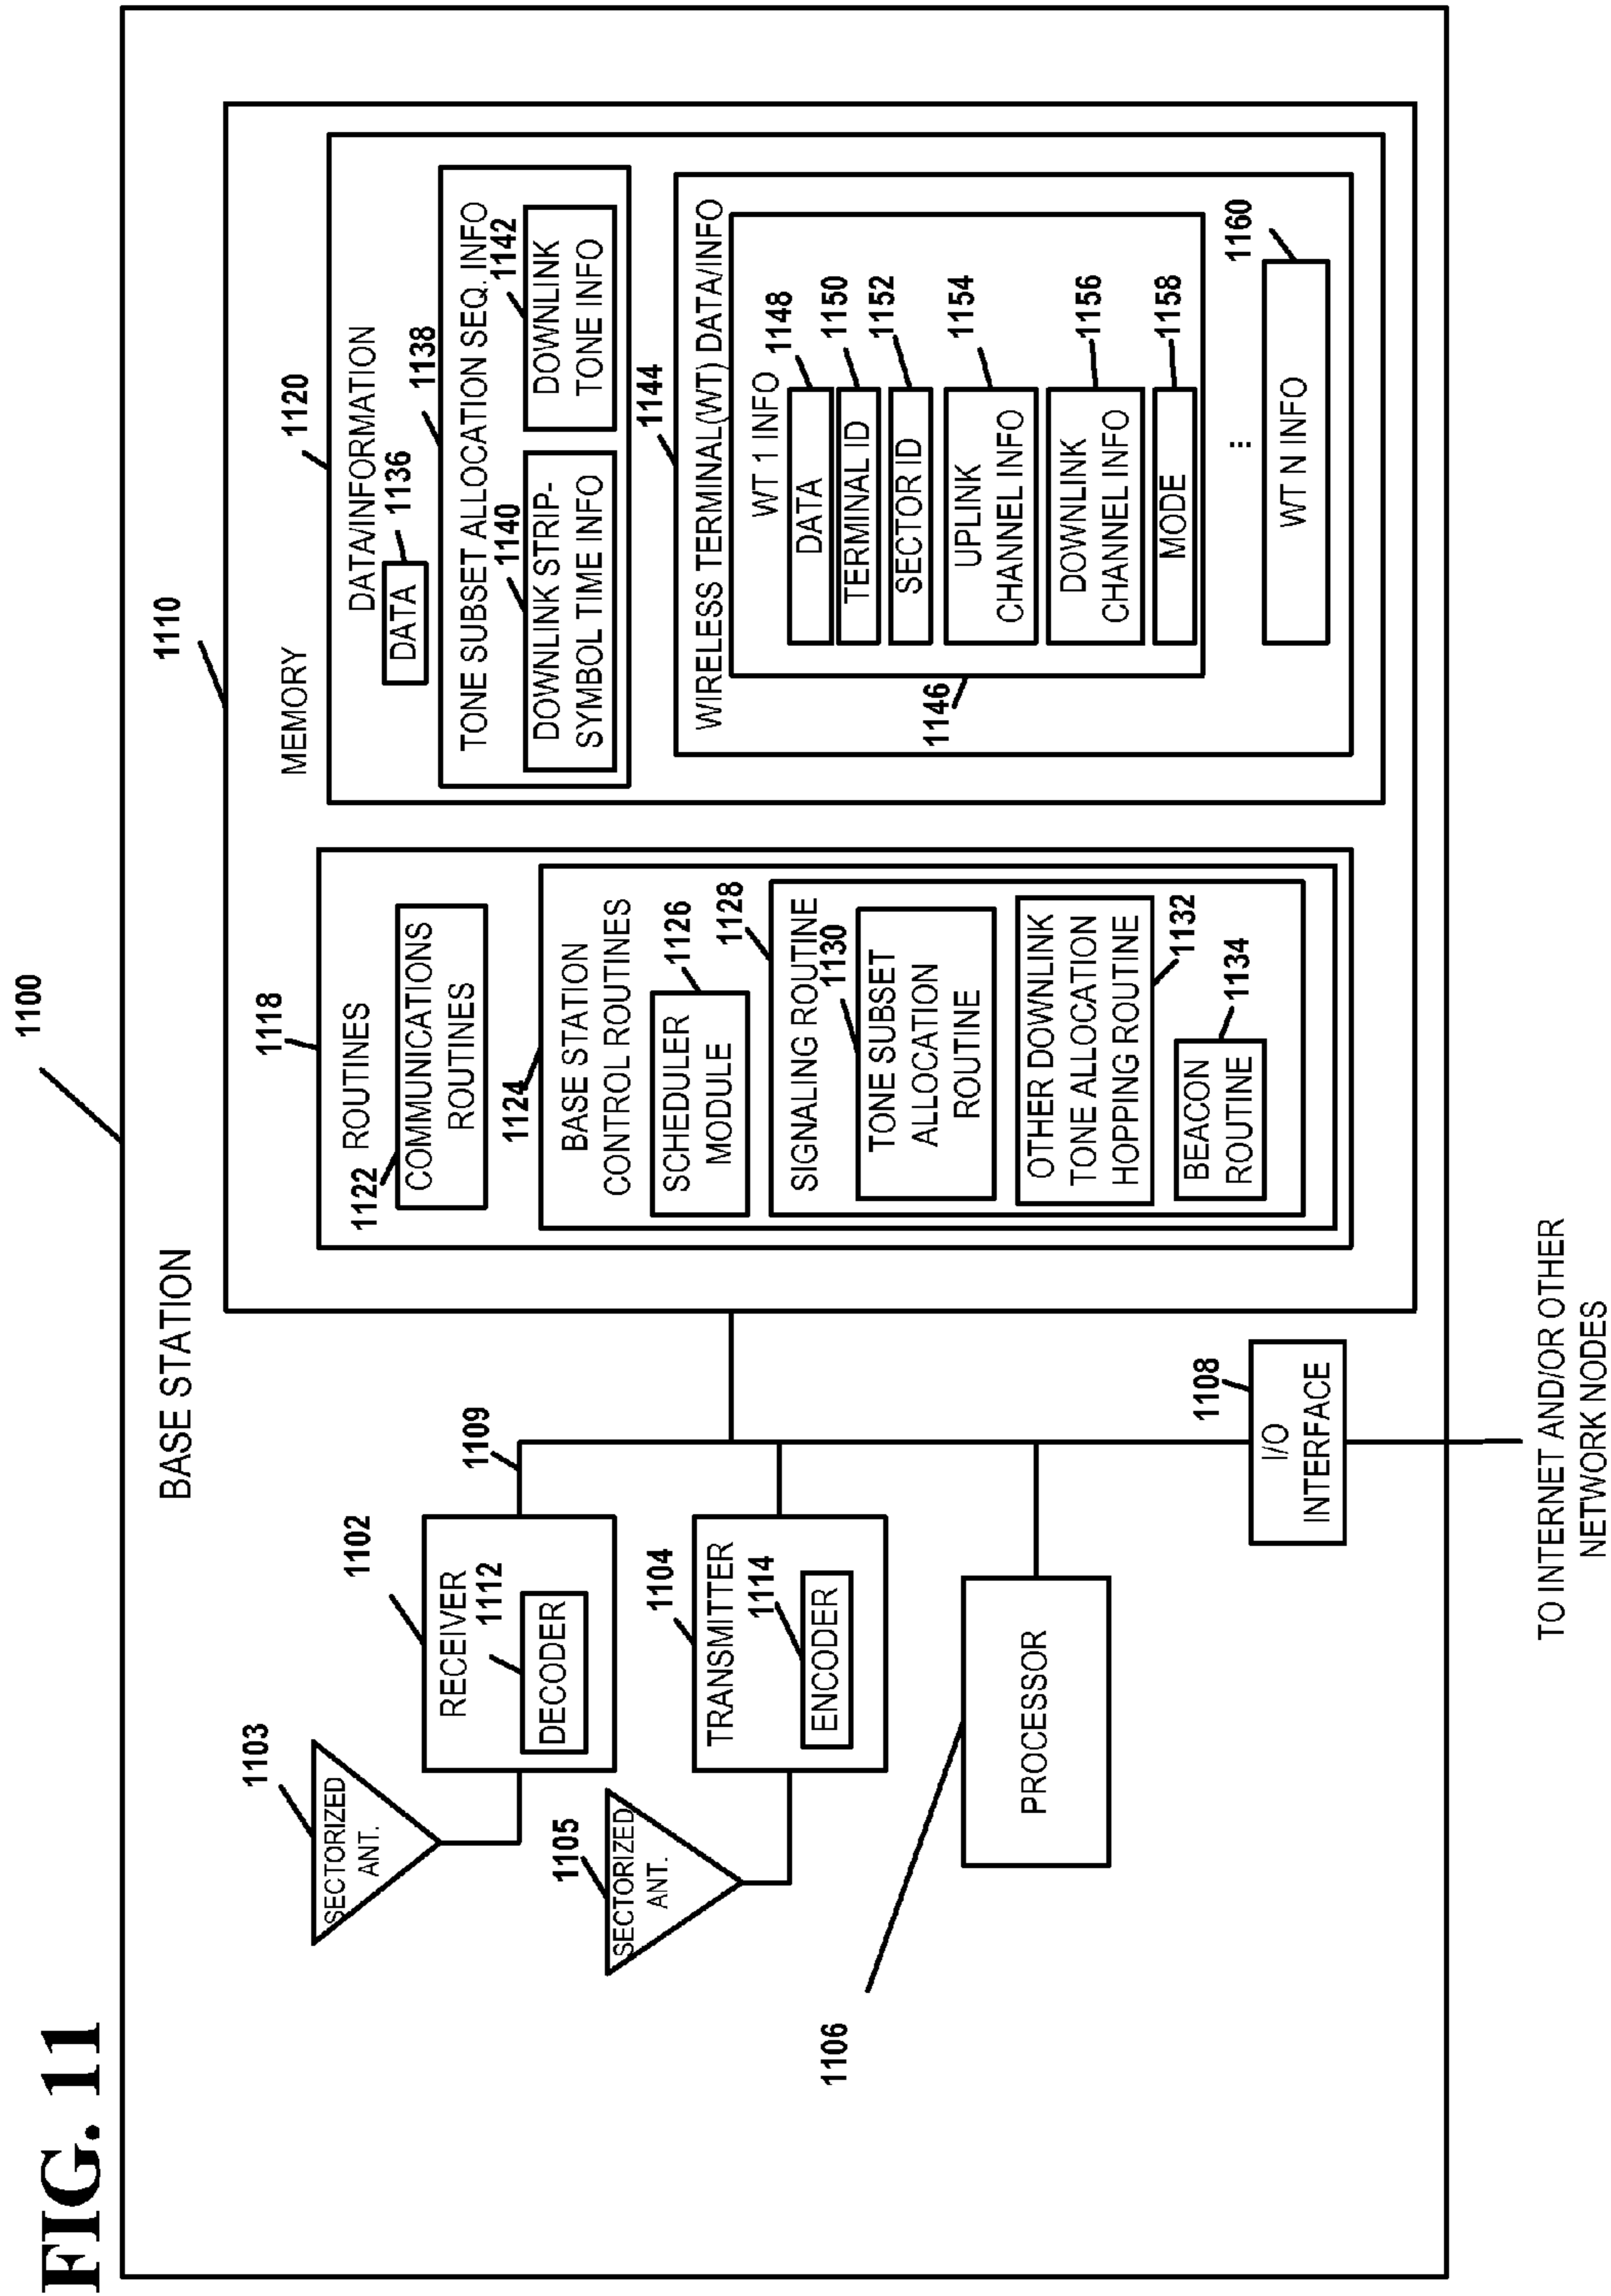 FIG. 11
1100
BASE STATION
1103
SECTORIZED
ANT.
1102
RECEIVER
1112
DECODER
1109
1105
SECTORIZED
ANT.
1104
TRANSMITTER
1114
ENCODER
1106
PROCESSOR
1108
I/O
INTERFACE
TO INTERNET AND/OR OTHER
NETWORK NODES
1110
MEMORY
1118
ROUTINES
1122
COMMUNICATIONS
ROUTINES
1124
BASE STATION
CONTROL ROUTINES
1126
SCHEDULER
MODULE
1128
SIGNALING ROUTINE
1130
TONE SUBSET
ALLOCATION
ROUTINE
OTHER DOWNLINK
TONE ALLOCATION
HOPPING ROUTINE
1132
1134
BEACON
ROUTINE
1120
DATA/INFORMATION
1136
DATA
1138
TONE SUBSET ALLOCATION SEQ. INFO
1140
DOWNLINK STRIP-
SYMBOL TIME INFO
1142
DOWNLINK
TONE INFO
1144
WIRELESS TERMINAL(WT) DATA/INFO
1146
WT 1 INFO
DATA
1148
TERMINAL ID
1150
SECTOR ID
1152
UPLINK
CHANNEL INFO
1154
DOWNLINK
CHANNEL INFO
1156
MODE
1158
...
WT N INFO
1160